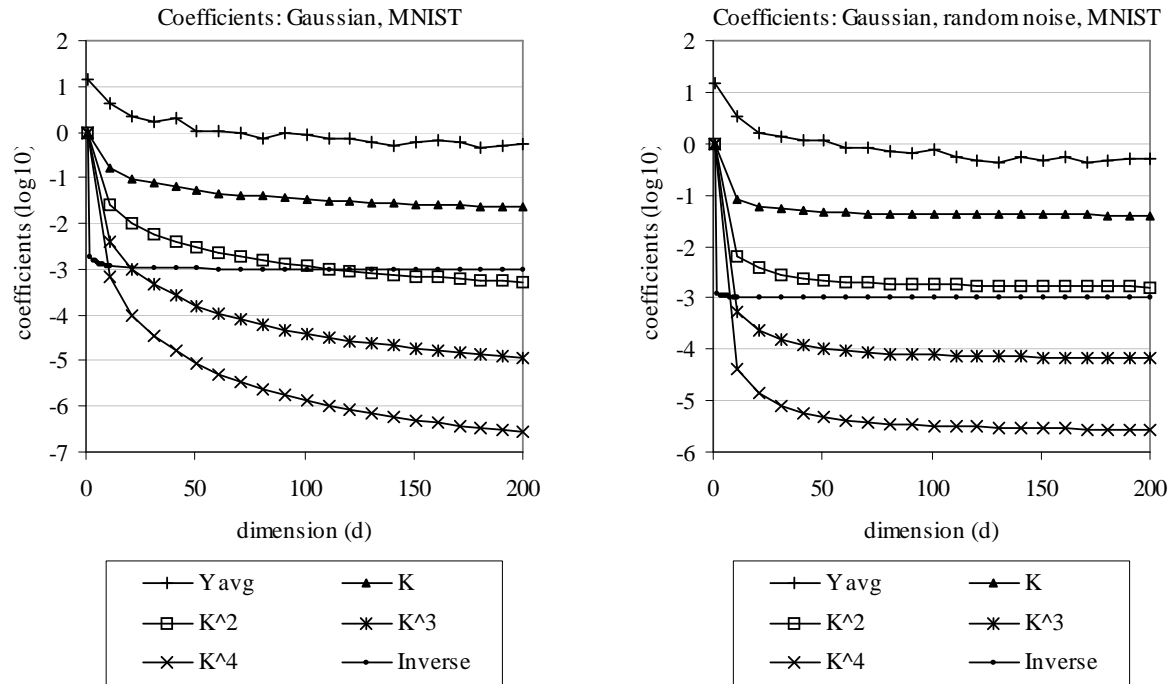 Coefficients: Gaussian, MNIST
2
1
0
-1
-2
-3
-4
-5
-6
-7
coefficients (log10)
0 50 100 150 200
dimension (d)
Yavg K
K^2 K^3
K^4 Inverse
Coefficients: Gaussian, random noise, MNIST
2
1
0
-1
-2
-3
-4
-5
-6
coefficients (log10)
0 50 100 150 200
dimension (d)
Yavg K
K^2 K^3
K^4 Inverse